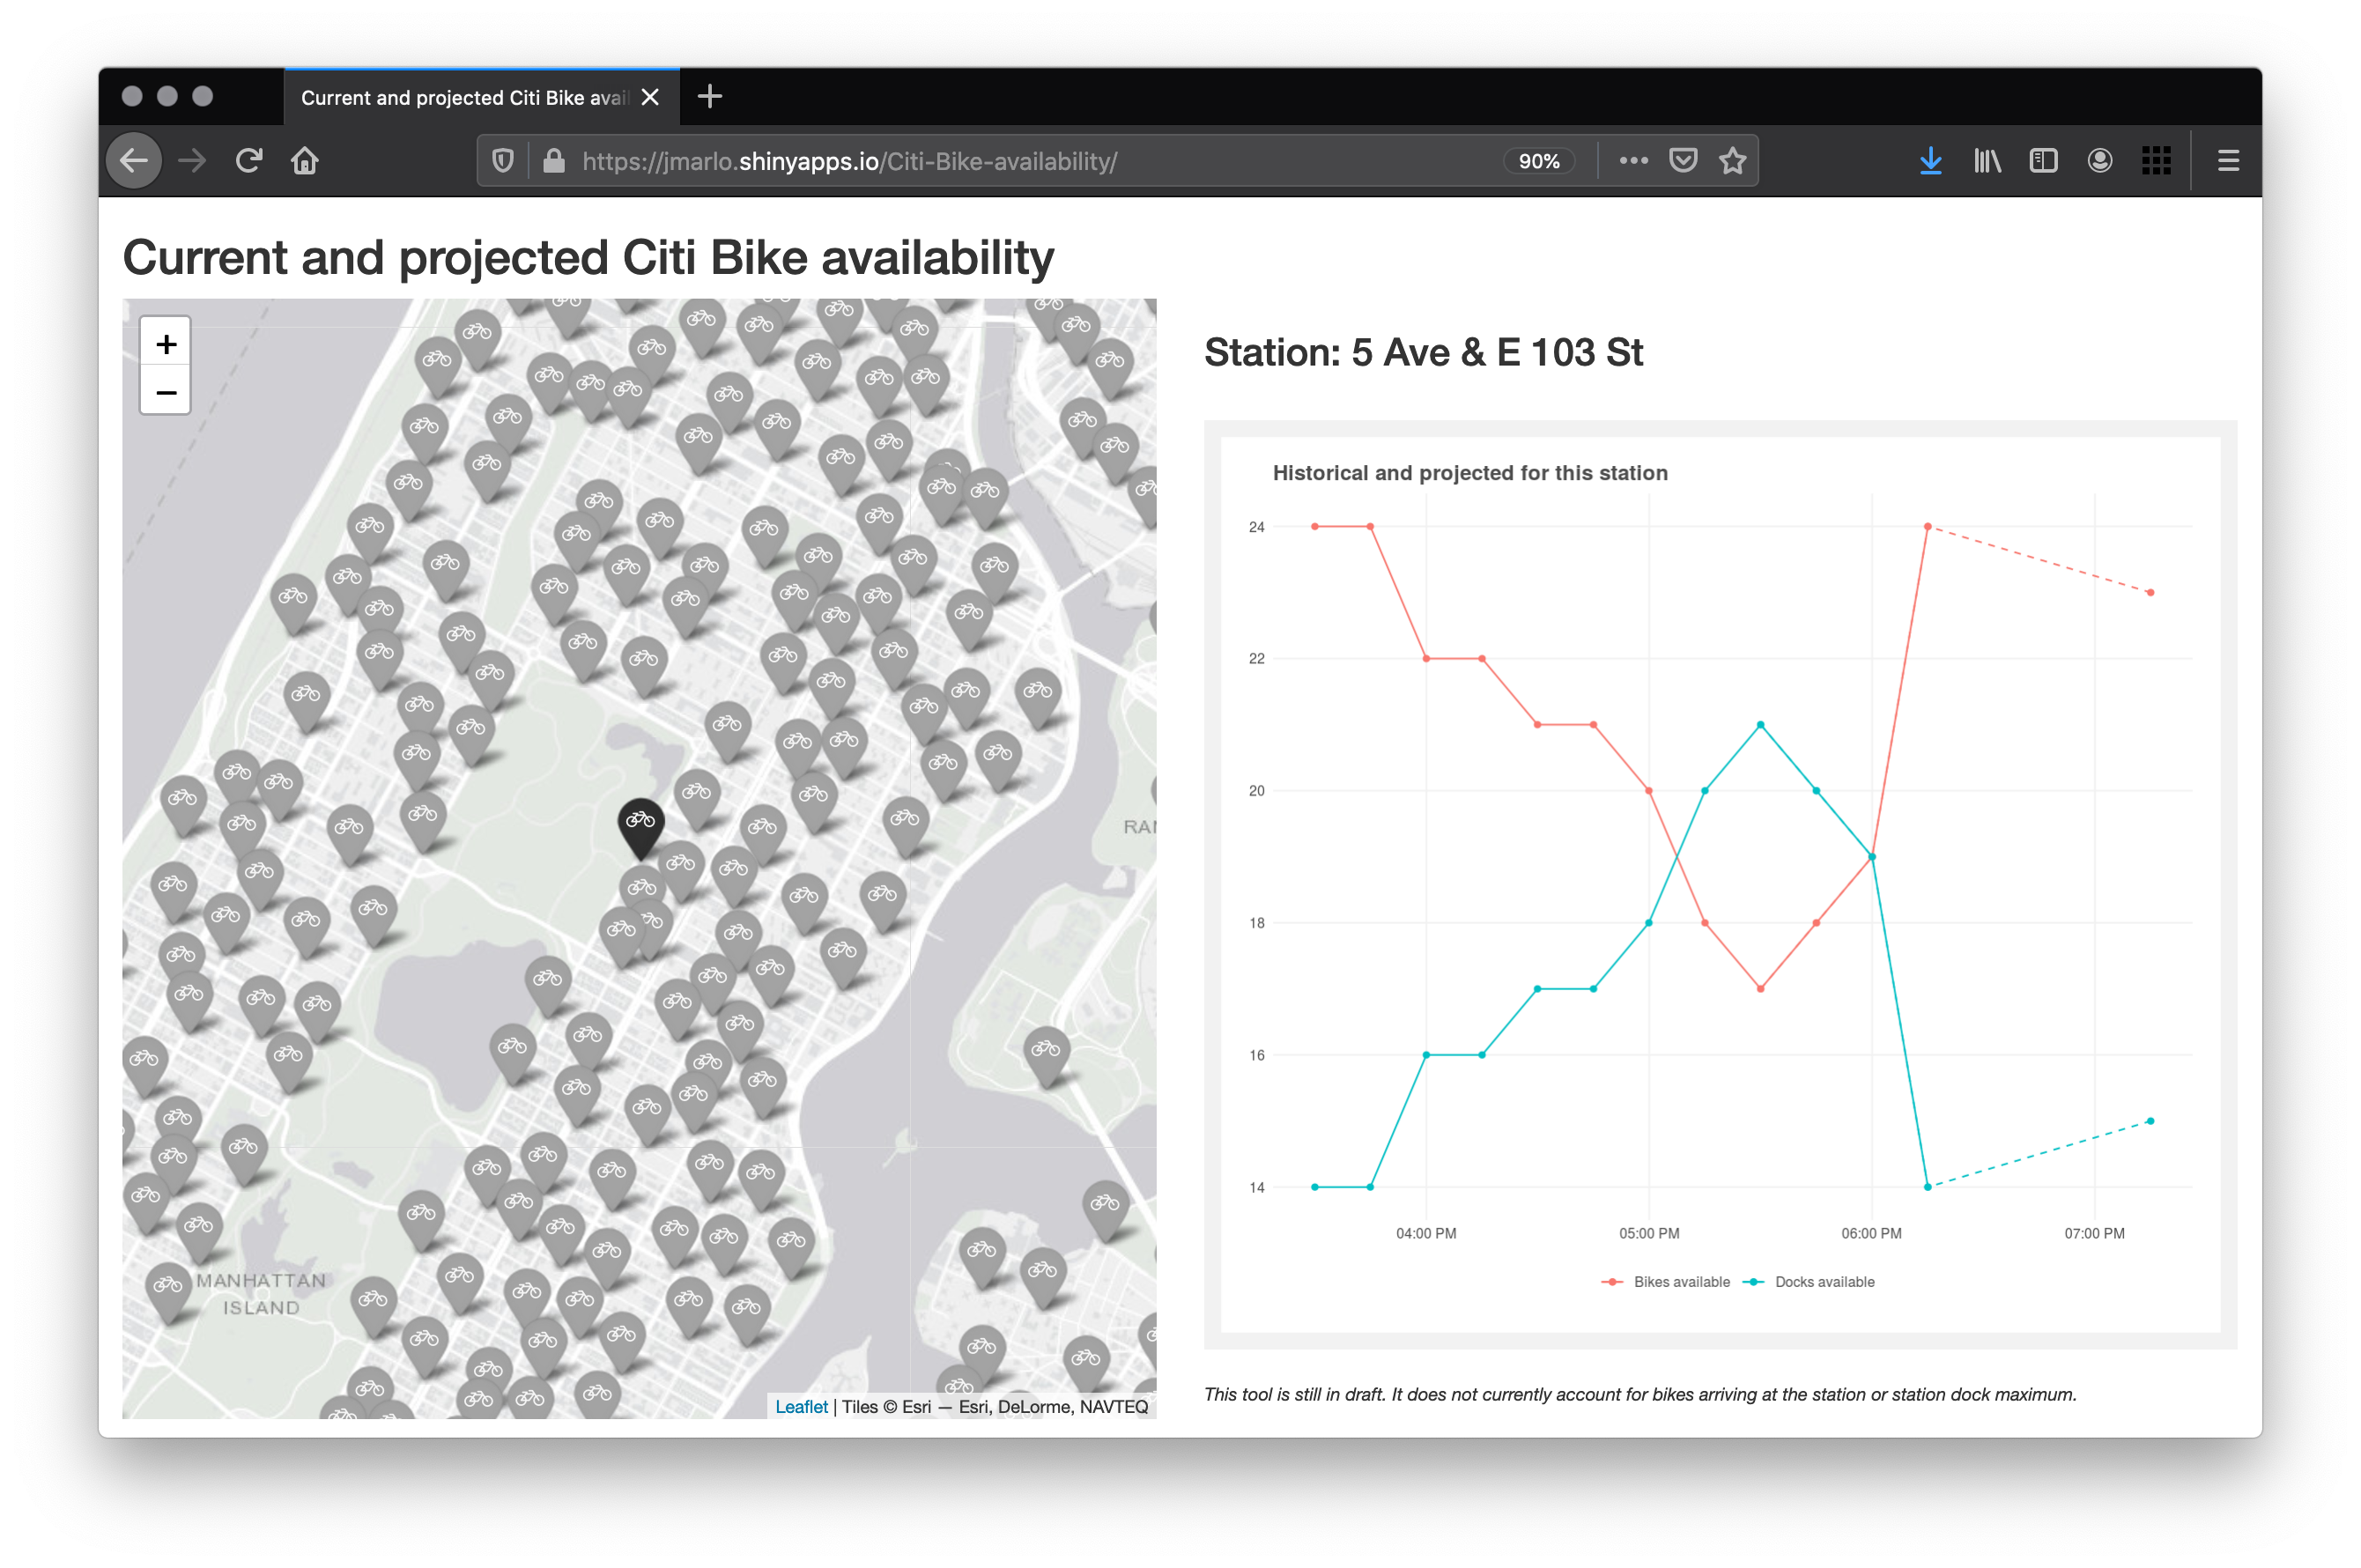 Current and projected Citi Bike avail
https://jmarlo.shinyapps.io/Citi-Bike-availability/
90%
Current and projected Citi Bike availability
+
−
RAN
MANHATTAN
ISLAND
Leaflet | Tiles © Esri — Esri, DeLorme, NAVTEQ
Station: 5 Ave & E 103 St
Historical and projected for this station
24
22
20
18
16
14
04:00 PM
05:00 PM
06:00 PM
07:00 PM
Bikes available
Docks available
This tool is still in draft. It does not currently account for bikes arriving at the station or station dock maximum.